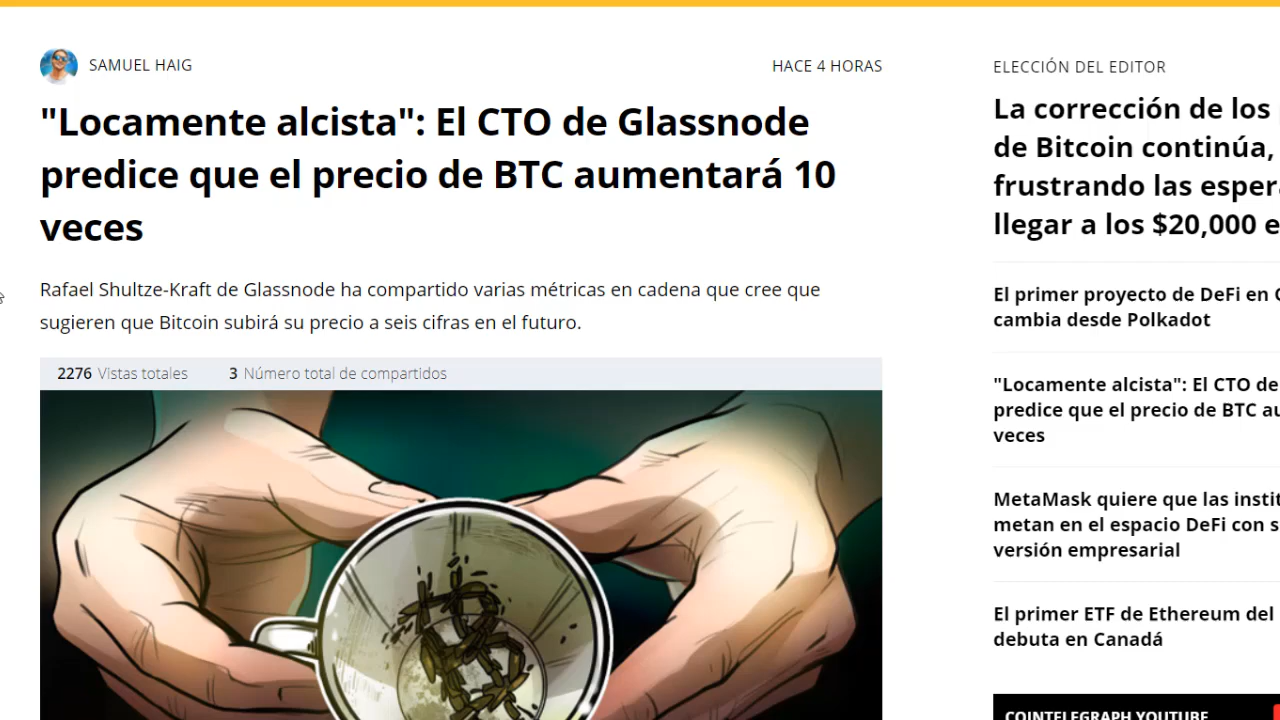 SAMUEL HAIG
HACE 4 HORAS
"Locamente alcista": El CTO de Glassnode
predice que el precio de BTC aumentará 10
veces
Rafael Shultze-Kraft de Glassnode ha compartido varias métricas en cadena que cree que
sugieren que Bitcoin subirá su precio a seis cifras en el futuro.
2276 Vistas totales 3 Número total de compartidos
ELECCIÓN DEL EDITOR
La corrección de los
de Bitcoin continúa,
frustrando las esper
llegar a los $20,000 e
El primer proyecto de DeFi en
cambia desde Polkadot
"Locamente alcista": El CTO de
predice que el precio de BTC au
veces
MetaMask quiere que las instit
metan en el espacio DeFi con s
versión empresarial
El primer ETF de Ethereum del
debuta en Canadá
COINTELEGRAPH YOUTUBE